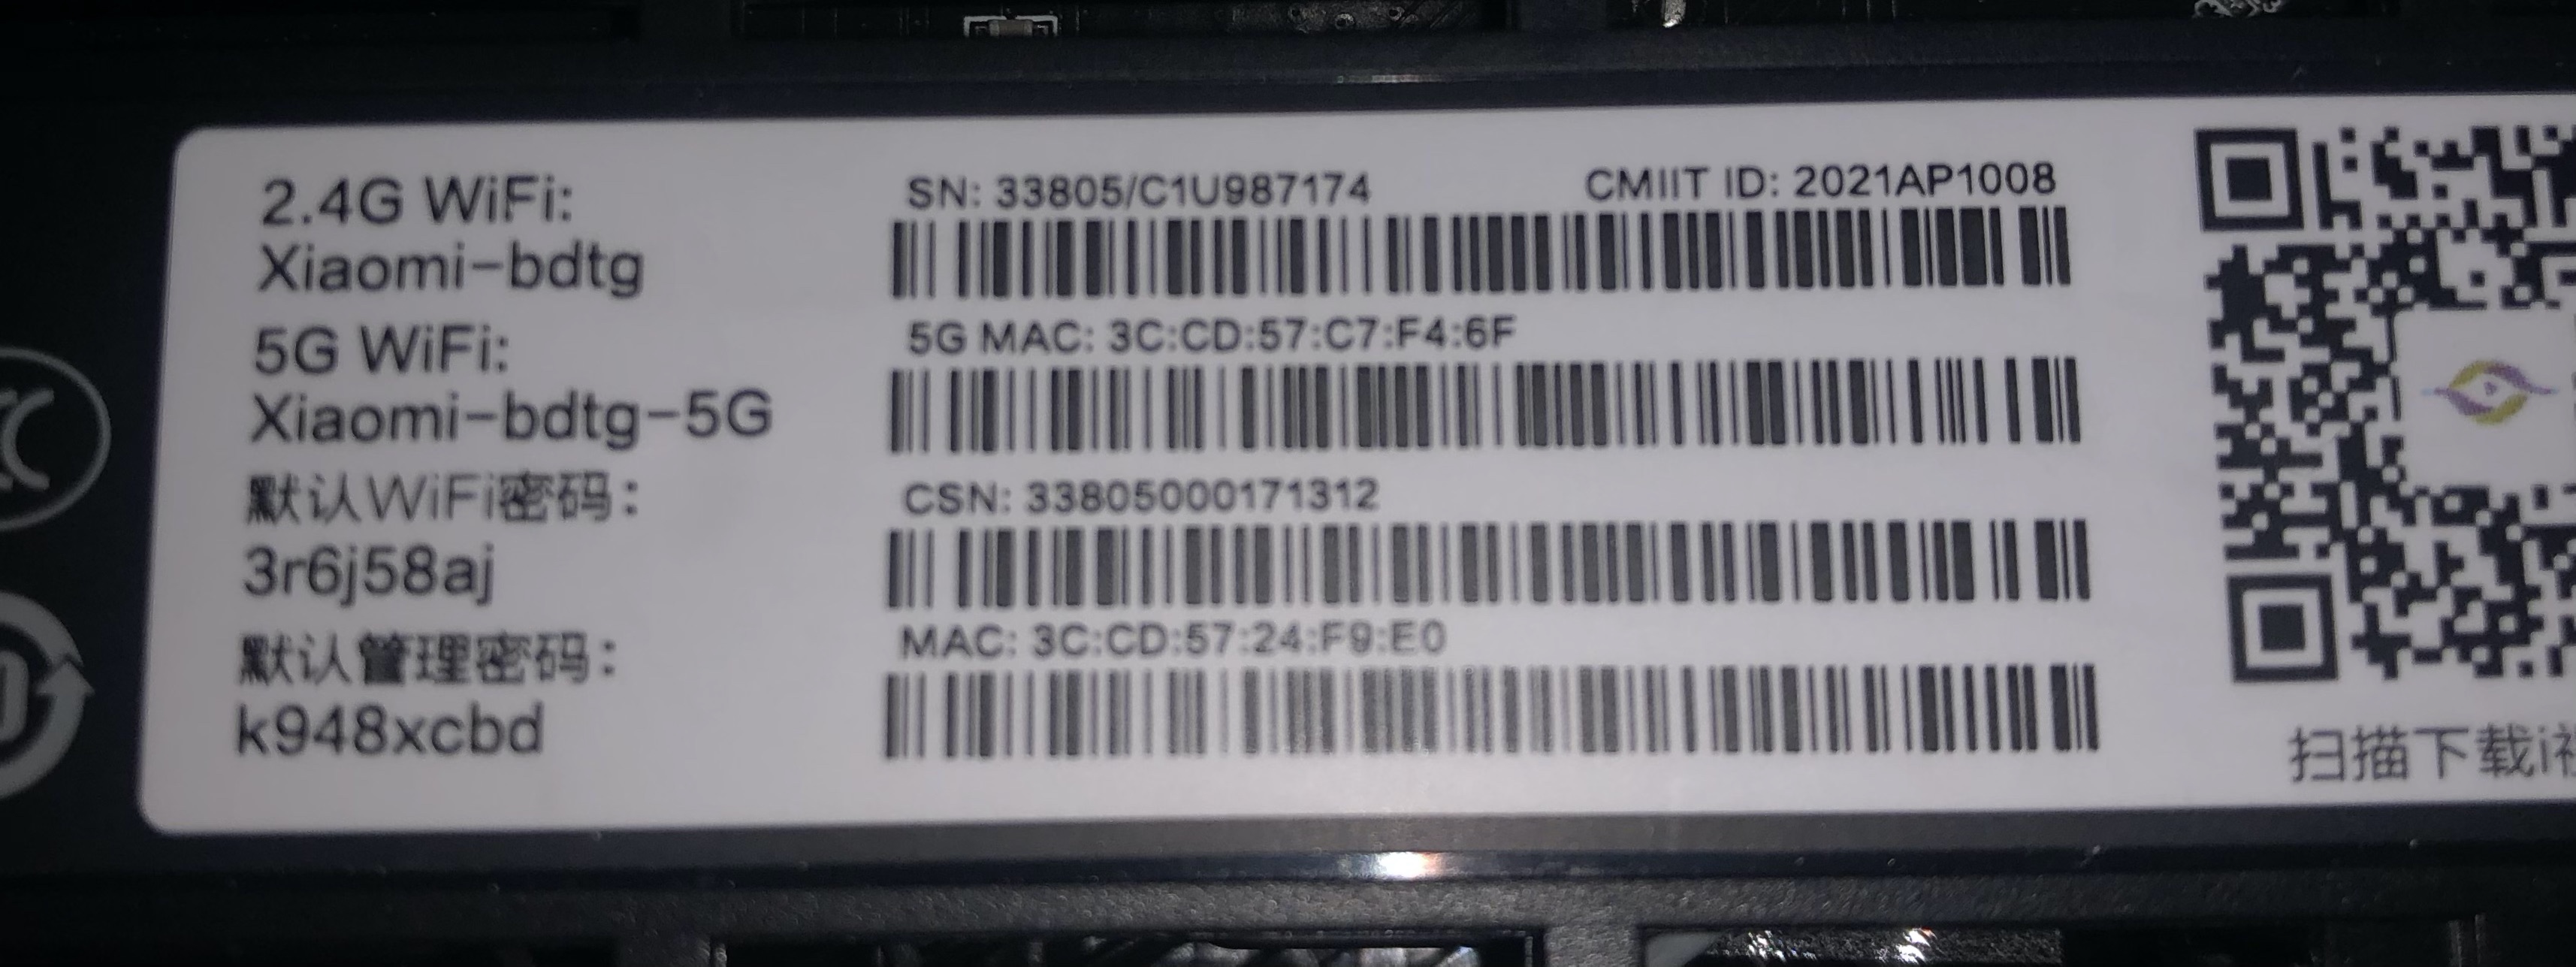 2.4G WiFi:
Xiaomi-bdtg
5G WiFi:
Xiaomi-bdtg-5G
默认WiFi密码：
3r6j58aj
默认管理密码：
k948xcbd
SN: 33805/C1U987174
CMIIT ID: 2021AP1008
5G MAC: 3C:CD:57:C7:F4:6F
CSN: 33805000171312
MAC: 3C:CD:57:24:F9:E0
扫描下载i